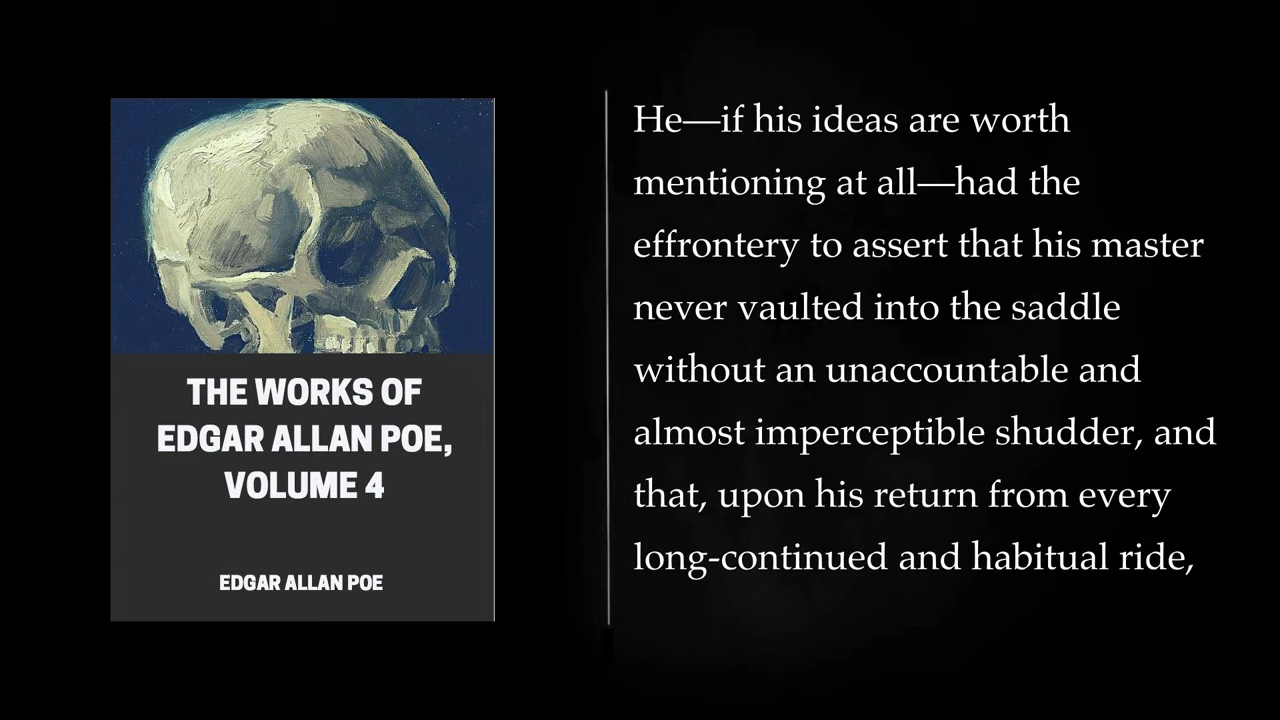 THE WORKS OF
EDGAR ALLAN POE,
VOLUME 4
EDGAR ALLAN POE
He—if his ideas are worth
mentioning at all—had the
effrontery to assert that his master
never vaulted into the saddle
without an unaccountable and
almost imperceptible shudder, and
that, upon his return from every
long-continued and habitual ride,